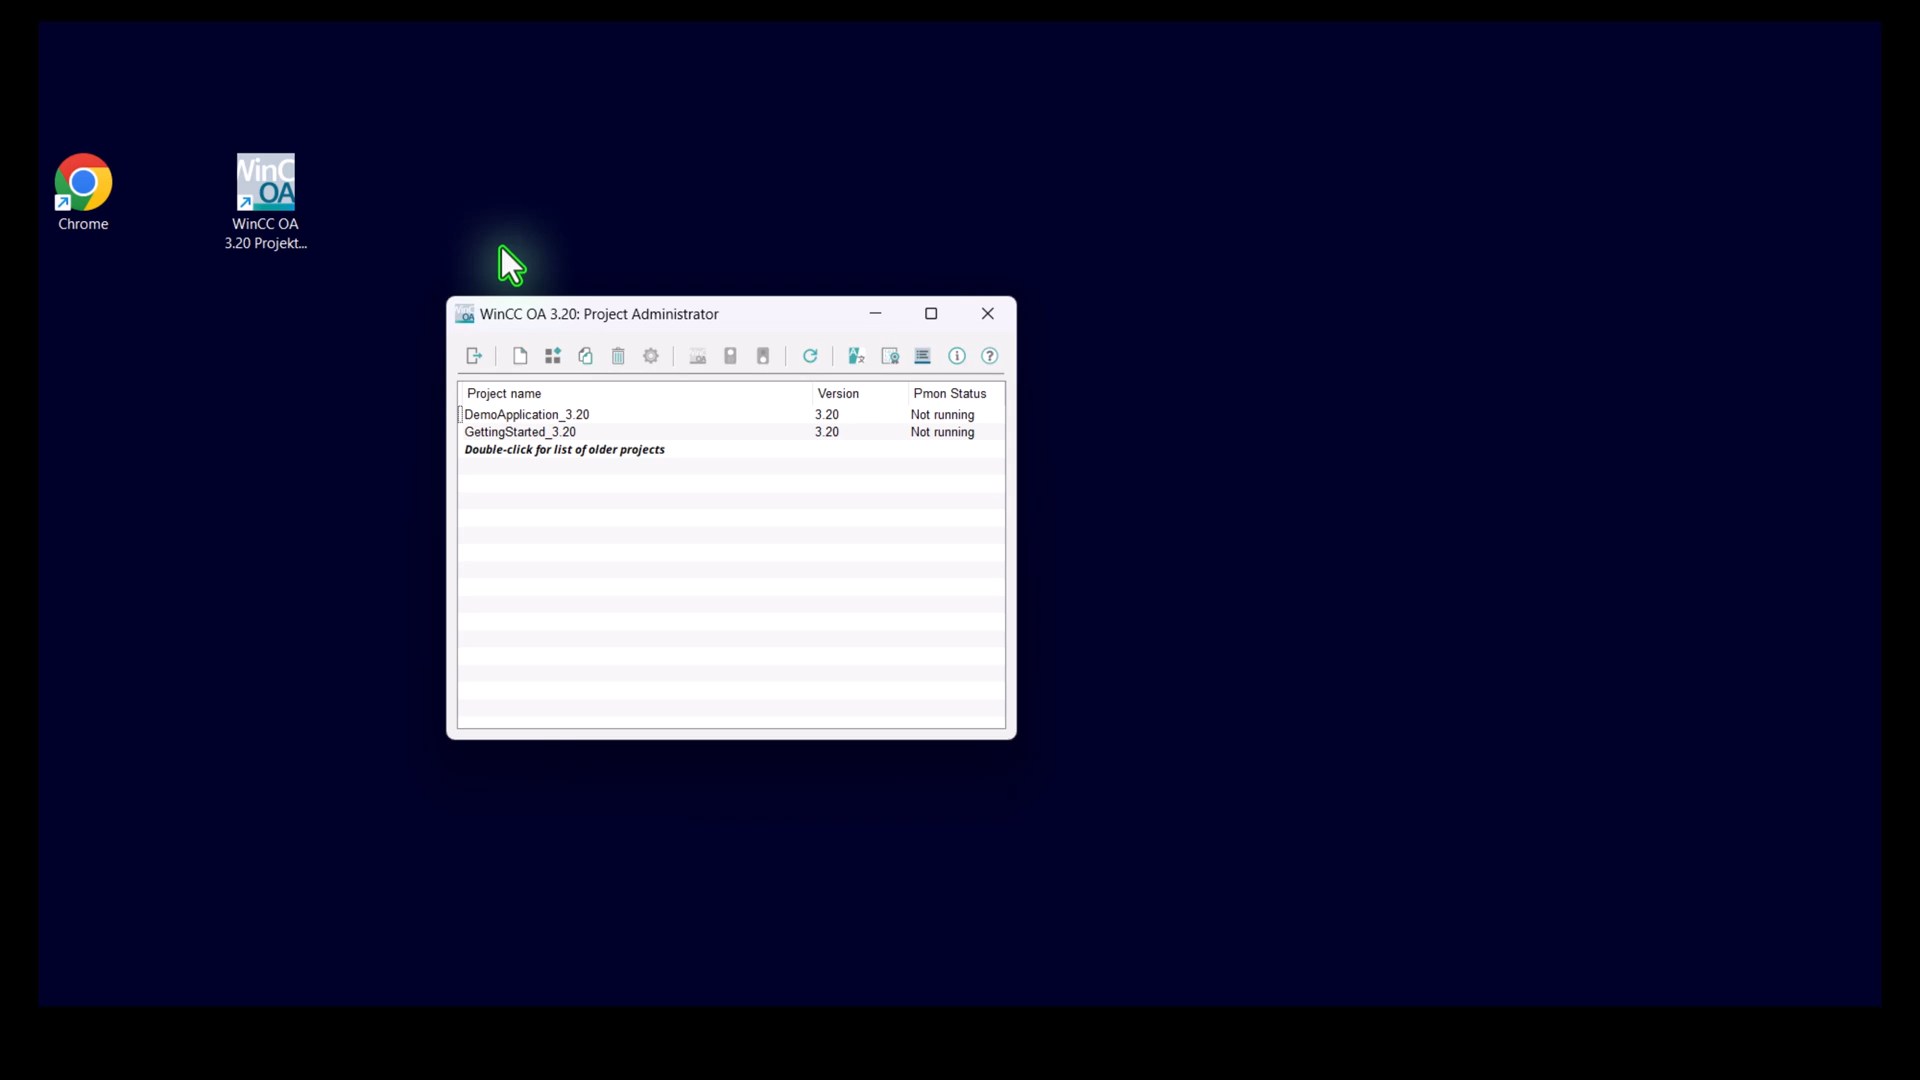 WinC
OA
Chrome
WinCC OA
3.20 Projekt...
WinCC OA 3.20: Project Administrator
Project name Version Pmon Status
DemoApplication_3.20 3.20 Not running
GettingStarted_3.20 3.20 Not running
Double-click for list of older projects